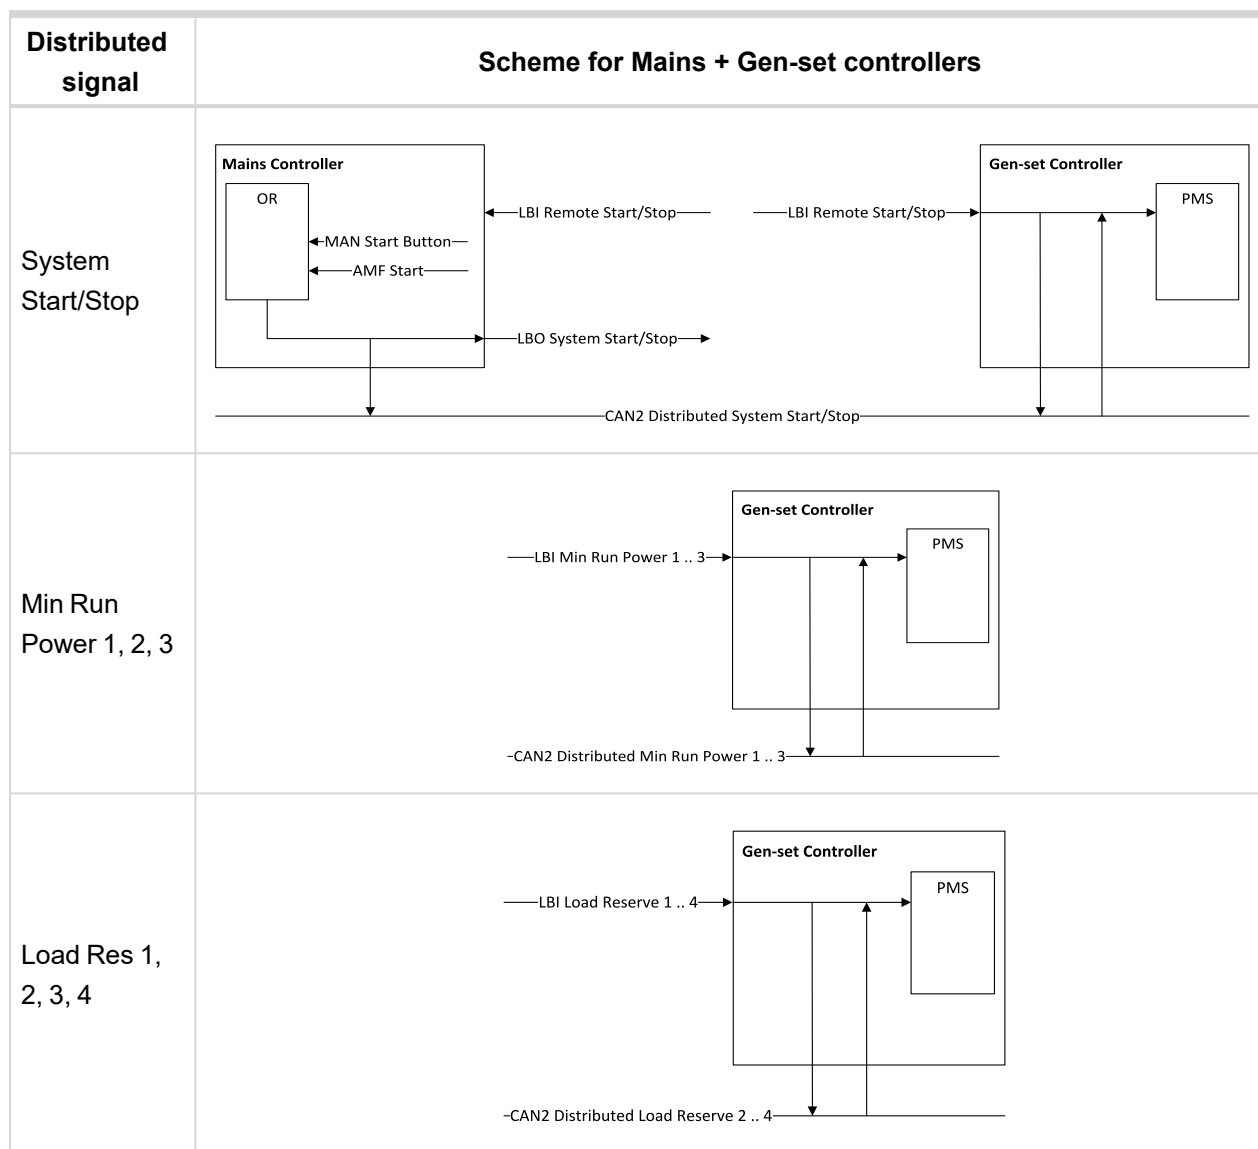 Distributed
signal
Scheme for Mains + Gen-set controllers
System
Start/Stop
Mains Controller
OR
LBI Remote Start/Stop
MAN Start Button
AMF Start
LBO System Start/Stop
LBI Remote Start/Stop
Gen-set Controller
PMS
CAN2 Distributed System Start/Stop
Min Run
Power 1, 2, 3
Gen-set Controller
PMS
LBI Min Run Power 1 .. 3
CAN2 Distributed Min Run Power 1 .. 3
Load Res 1,
2, 3, 4
Gen-set Controller
PMS
LBI Load Reserve 1 .. 4
CAN2 Distributed Load Reserve 2 .. 4